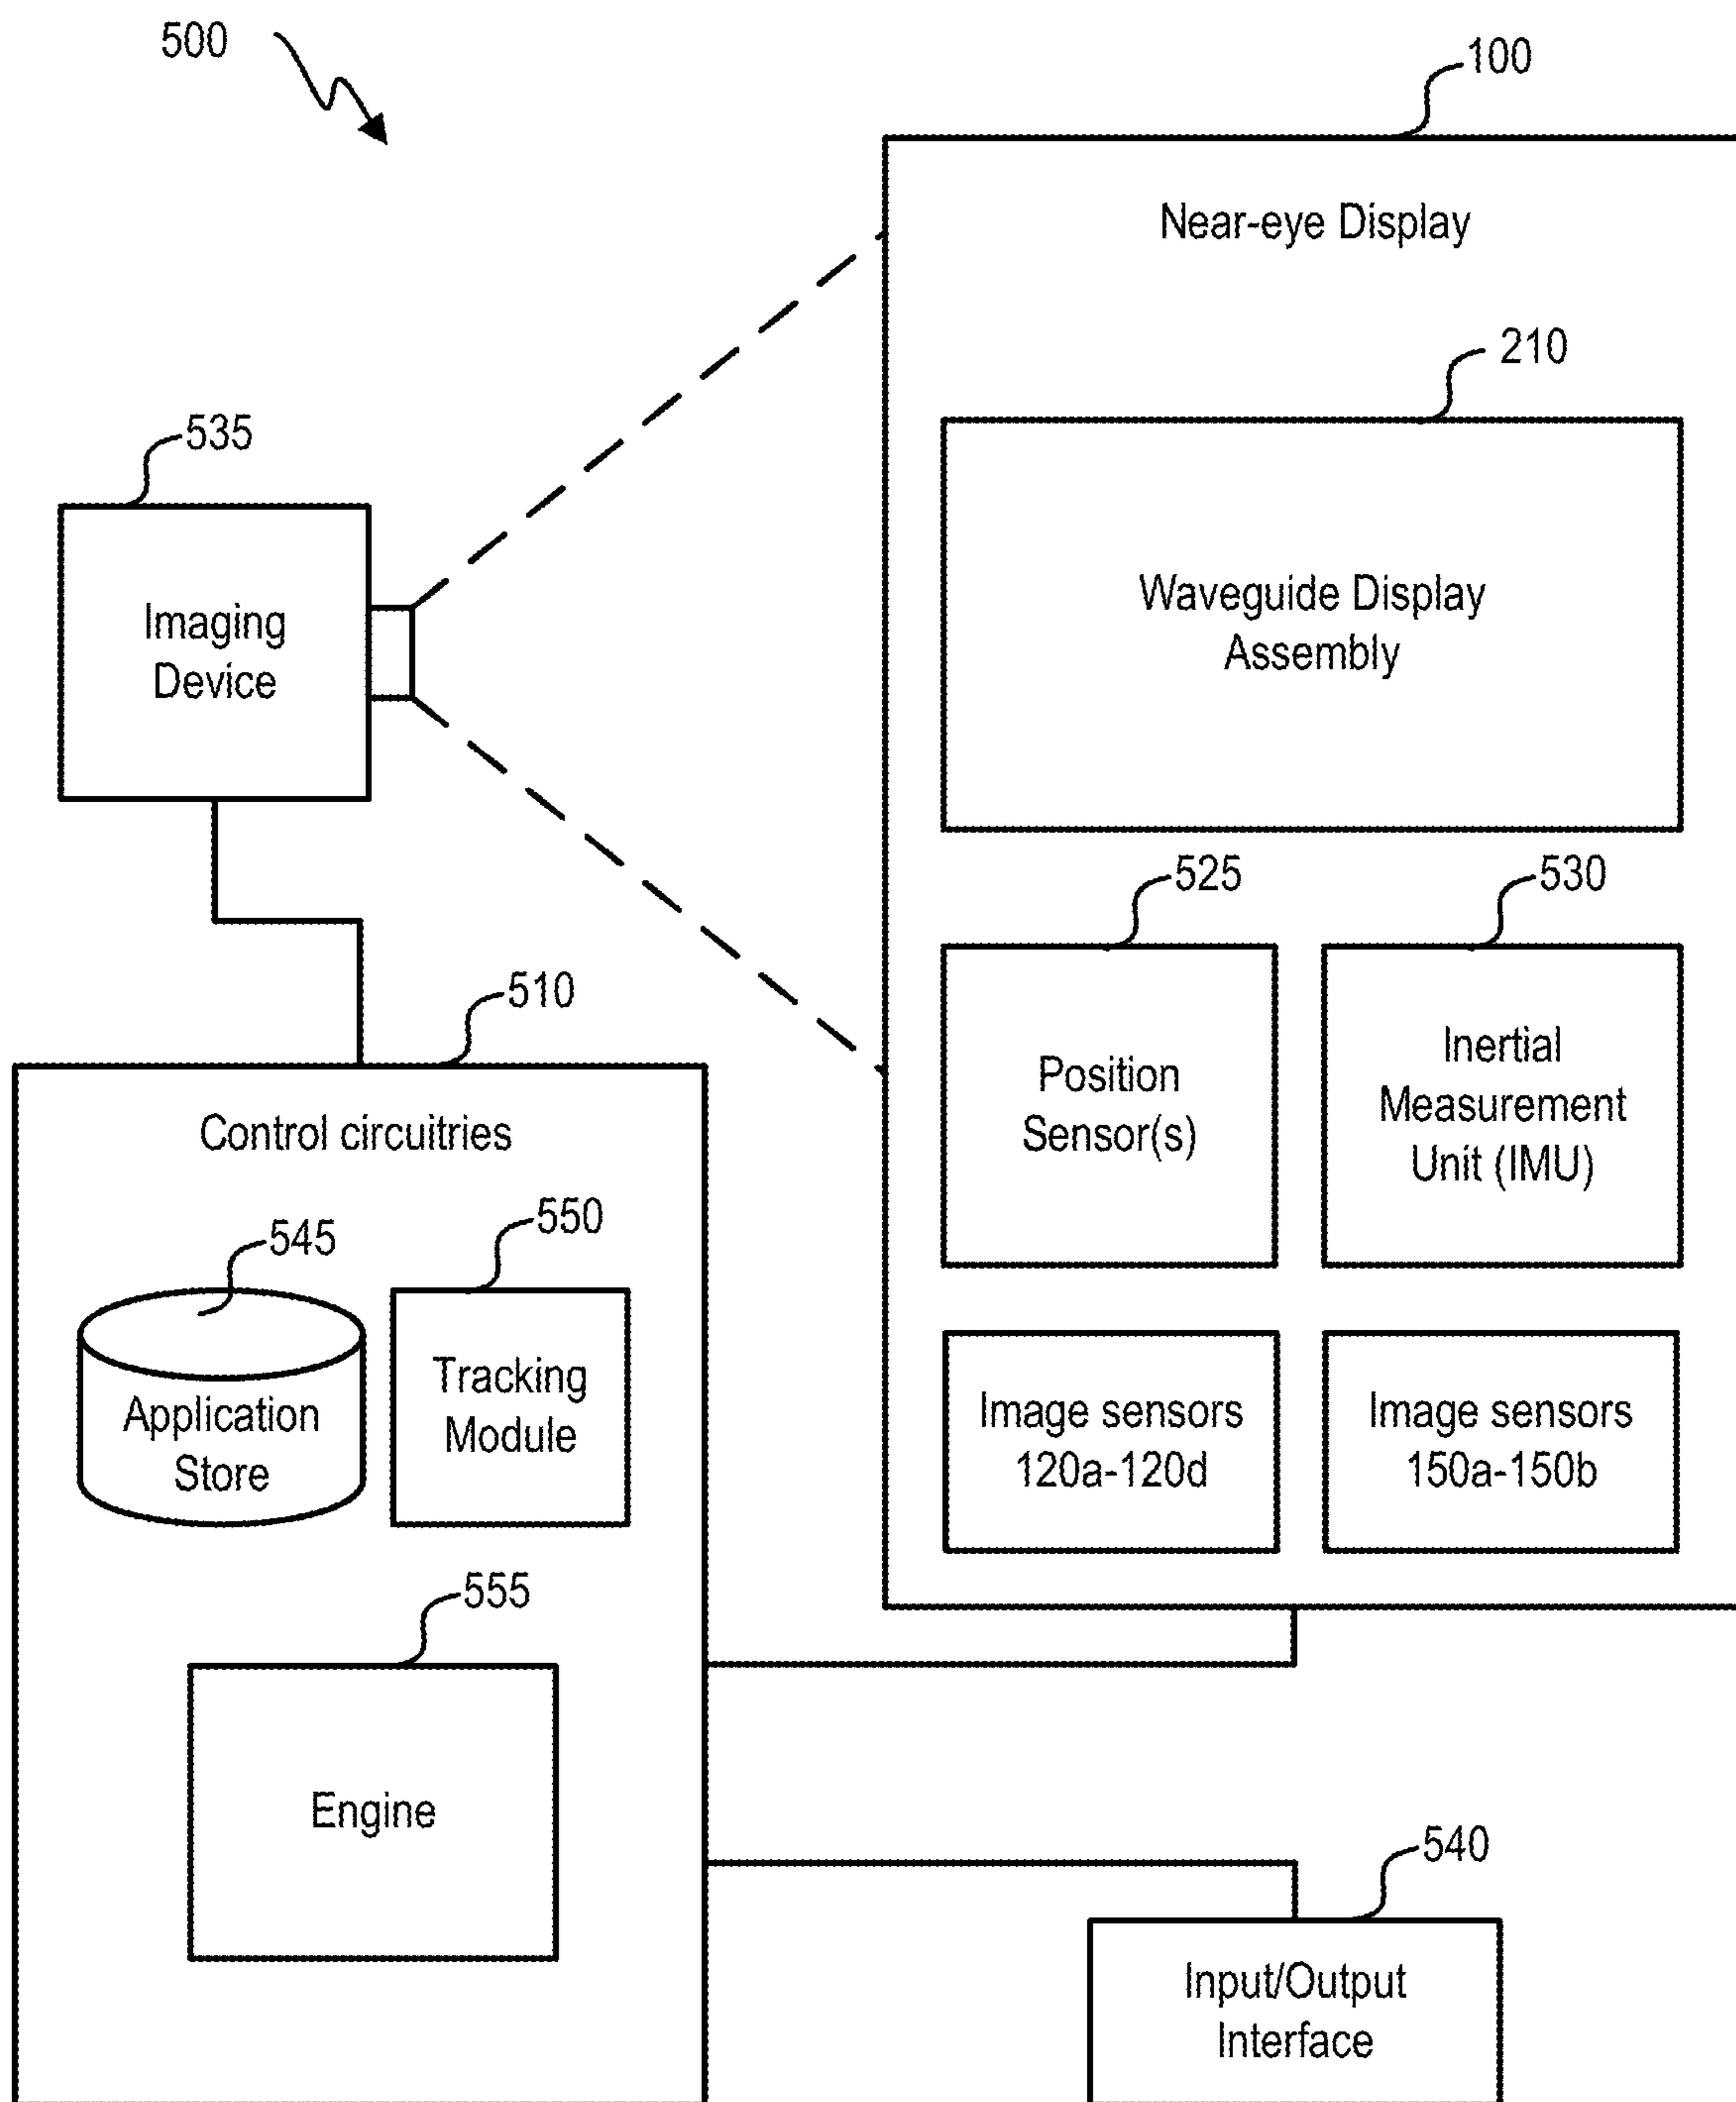 500
100
Near-eye Display
210
Waveguide Display
Assembly
535
Imaging
Device
525
530
Position
Sensor(s)
Inertial
Measurement
Unit (IMU)
510
Control circuitries
545
550
Application
Store
Tracking
Module
Image sensors
120a-120d
Image sensors
150a-150b
555
Engine
540
Input/Output
Interface